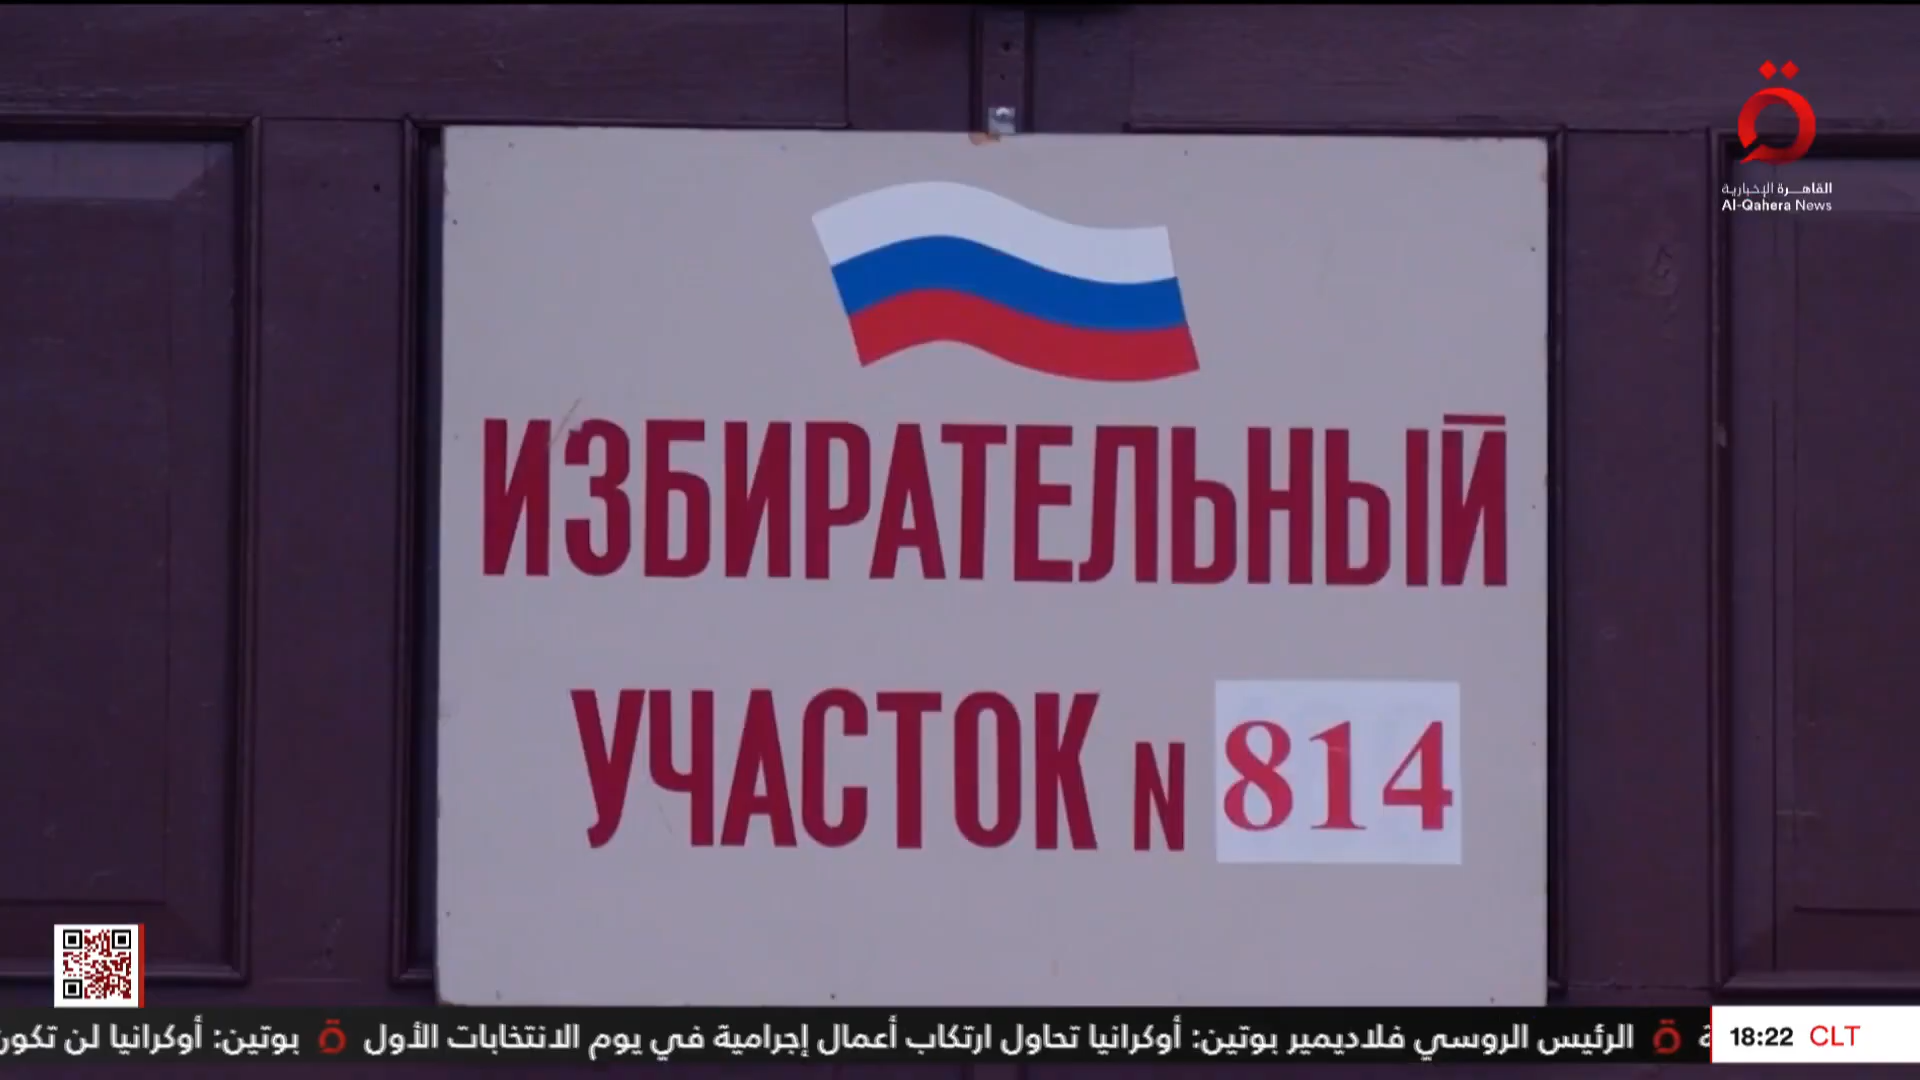 القاهرة الإخبارية
Al-Qahera News
ИЗБИРАТЕЛЬНЫЙ
УЧАСТОК N 814
الرئيس الروسي فلاديمير بوتين: أوكرانيا تحاول ارتكاب أعمال إجرامية في يوم الانتخابات الأول
بوتين: أوكرانيا لن
18:22 CLT